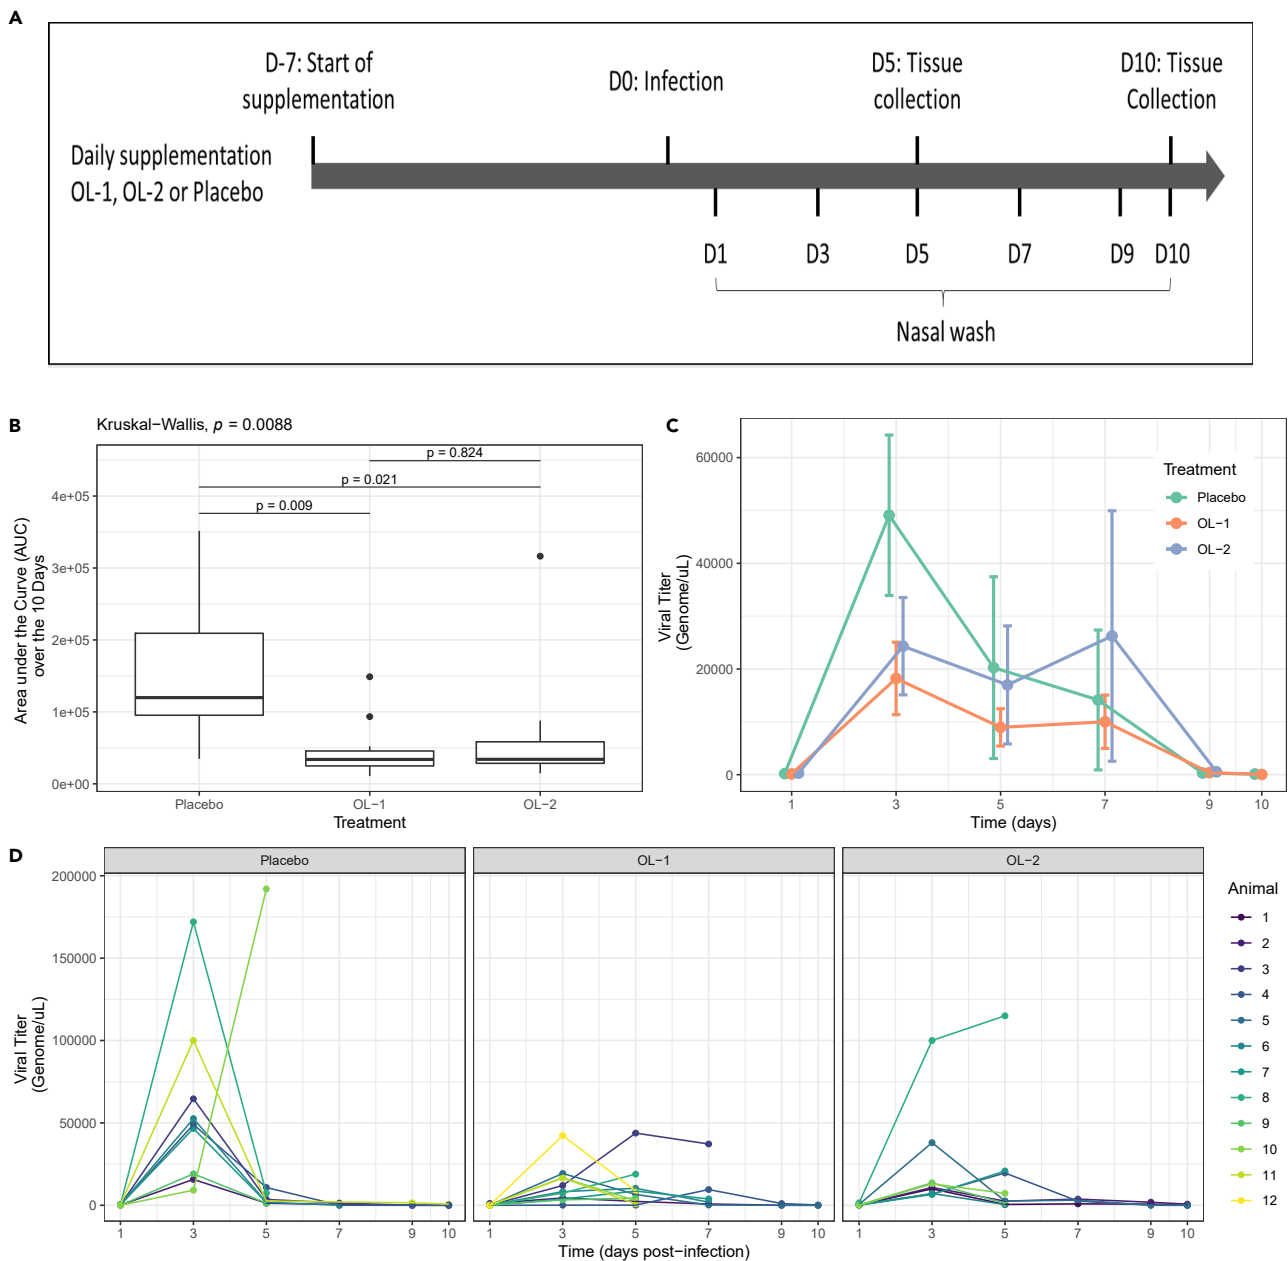 A
D-7: Start of
supplementation
D0: Infection
D5: Tissue
collection
D10: Tissue
Collection
Daily supplementation
OL-1, OL-2 or Placebo
D1
D3
D5
D7
D9
D10
Nasal wash
B
Kruskal−Wallis, p = 0.0088
p = 0.824
p = 0.021
p = 0.009
4e+05
3e+05
2e+05
1e+05
0e+00
Area under the Curve (AUC)
over the 10 Days
Placebo
OL−1
OL−2
Treatment
C
60000
40000
20000
0
Viral Titer
(Genome/uL)
Treatment
Placebo
OL−1
OL−2
1
3
5
7
9
10
Time (days)
D
Placebo
OL−1
OL−2
200000
150000
100000
50000
0
Viral Titer
(Genome/uL)
1
3
5
7
9
10
1
3
5
7
9
10
1
3
5
7
9
10
Time (days post−infection)
Animal
1
2
3
4
5
6
7
8
9
10
11
12